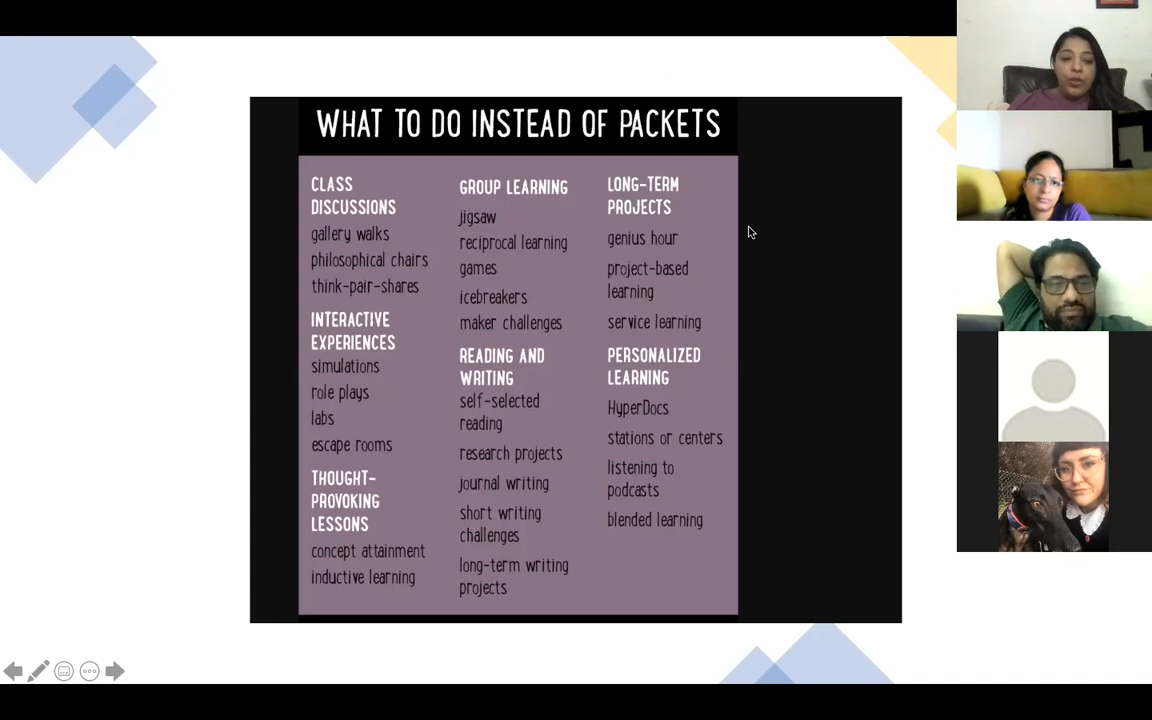 WHAT TO DO INSTEAD OF PACKETS
CLASS
DISCUSSIONS
gallery walks
philosophical chairs
think-pair-shares
INTERACTIVE
EXPERIENCES
simulations
role plays
labs
escape rooms
THOUGHT-
PROVOKING
LESSONS
concept attainment
inductive learning
GROUP LEARNING
jigsaw
reciprocal learning
games
icebreakers
maker challenges
READING AND
WRITING
self-selected
reading
research projects
journal writing
short writing
challenges
long-term writing
projects
LONG-TERM
PROJECTS
genius hour
project-based
learning
service learning
PERSONALIZED
LEARNING
HyperDocs
stations or centers
listening to
podcasts
blended learning